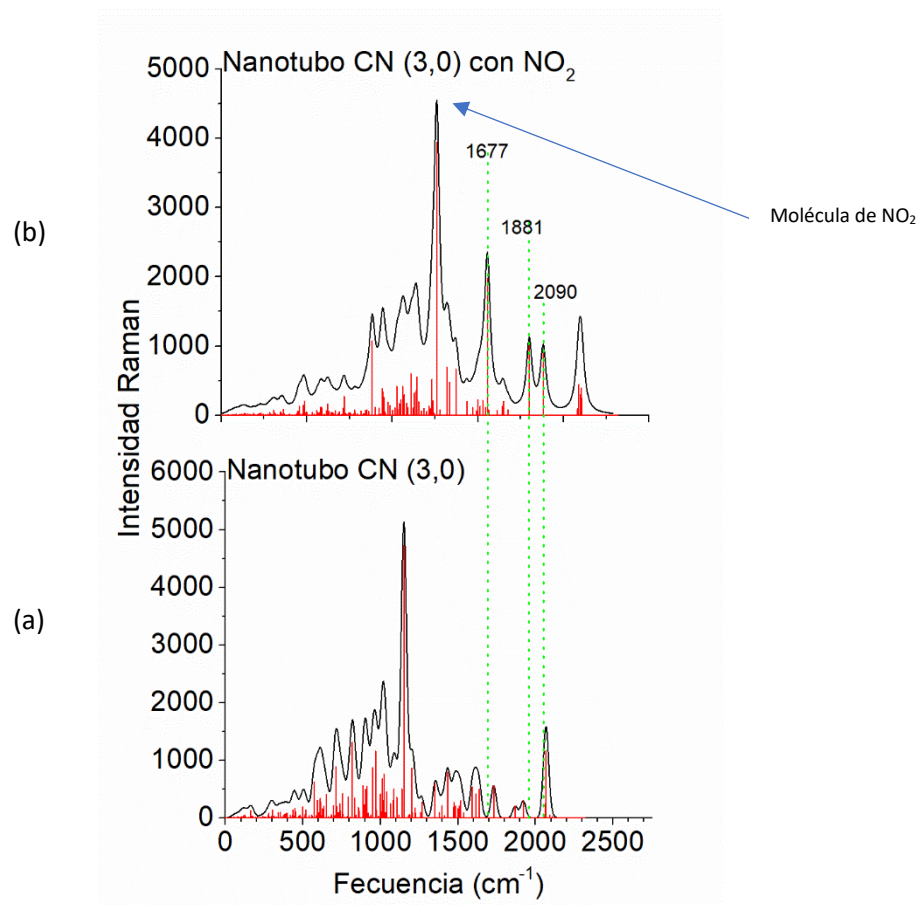 5000
Nanotubo CN (3,0) con NO₂
4000
1677
3000
Molécula de NO₂
(b)
1881
2000
2090
1000
0
Intensidad Raman
6000
Nanotubo CN (3,0)
5000
4000
(a)
3000
2000
1000
0
0 500 1000 1500 2000 2500
Fecuencia (cm⁻¹)